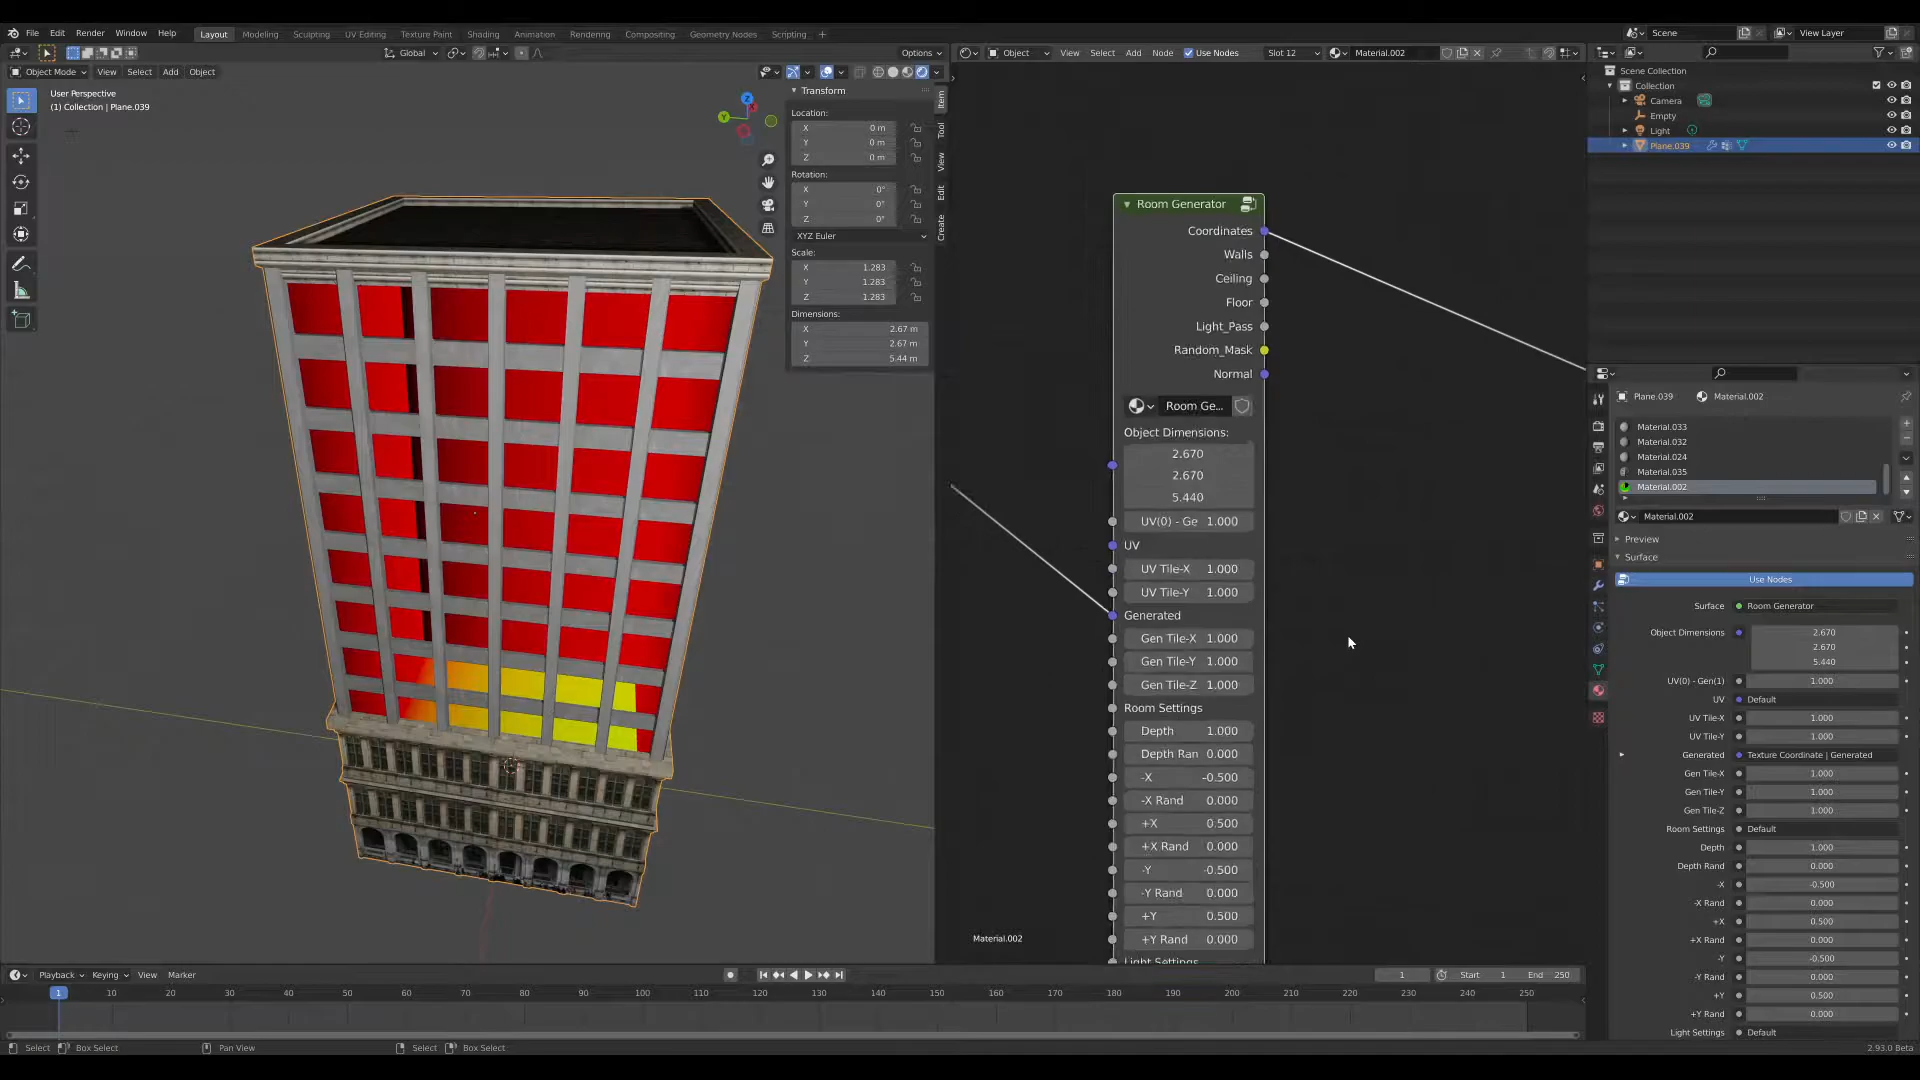 File Edit Render Window Help Layout Modeling Sculpting UV Editing Texture Paint Shading Animation Rendering Compositing Geometry Nodes Scripting + Scene View Layer
Global Options Object View Select Add Node Use Nodes Slot 12 Material.002
Object Mode View Select Add Object
User Perspective
(1) Collection | Plane.039
Transform
Location:
X 0 m
Y 0 m
Z 0 m
Rotation:
X 0°
Y 0°
Z 0°
XYZ Euler
Scale:
X 1.283
Y 1.283
Z 1.283
Dimensions:
X 2.67 m
Y 2.67 m
Z 5.44 m
Item
Tool
View
Edit
Create
Z
X
Y
Room Generator
Coordinates
Walls
Ceiling
Floor
Light_Pass
Random_Mask
Normal
Room Ge...
Object Dimensions:
2.670
2.670
5.440
UV(0) - Ge 1.000
UV
UV Tile-X 1.000
UV Tile-Y 1.000
Generated
Gen Tile-X 1.000
Gen Tile-Y 1.000
Gen Tile-Z 1.000
Room Settings
Depth 1.000
Depth Ran 0.000
-X -0.500
-X Rand 0.000
+X 0.500
+X Rand 0.000
-Y -0.500
-Y Rand 0.000
+Y 0.500
+Y Rand 0.000
Light Settings
Material.002
Scene Collection
Collection
Camera
Empty
Light
Plane.039
Plane.039 Material.002
Material.033
Material.032
Material.024
Material.035
Material.002
Material.002
Preview
Surface
Use Nodes
Surface Room Generator
Object Dimensions 2.670
2.670
5.440
UV(0) - Gen(1) 1.000
UV Default
UV Tile-X 1.000
UV Tile-Y 1.000
Generated Texture Coordinate | Generated
Gen Tile-X 1.000
Gen Tile-Y 1.000
Gen Tile-Z 1.000
Room Settings Default
Depth 1.000
Depth Rand 0.000
-X -0.500
-X Rand 0.000
+X 0.500
+X Rand 0.000
-Y -0.500
-Y Rand 0.000
+Y 0.500
+Y Rand 0.000
Light Settings Default
Playback Keying View Marker 1 Start 1 End 250
1 10 20 30 40 50 60 70 80 90 100 110 120 130 140 150 160 170 180 190 200 210 220 230 240 250
Select Box Select Pan View Select Box Select 2.93.0 Beta